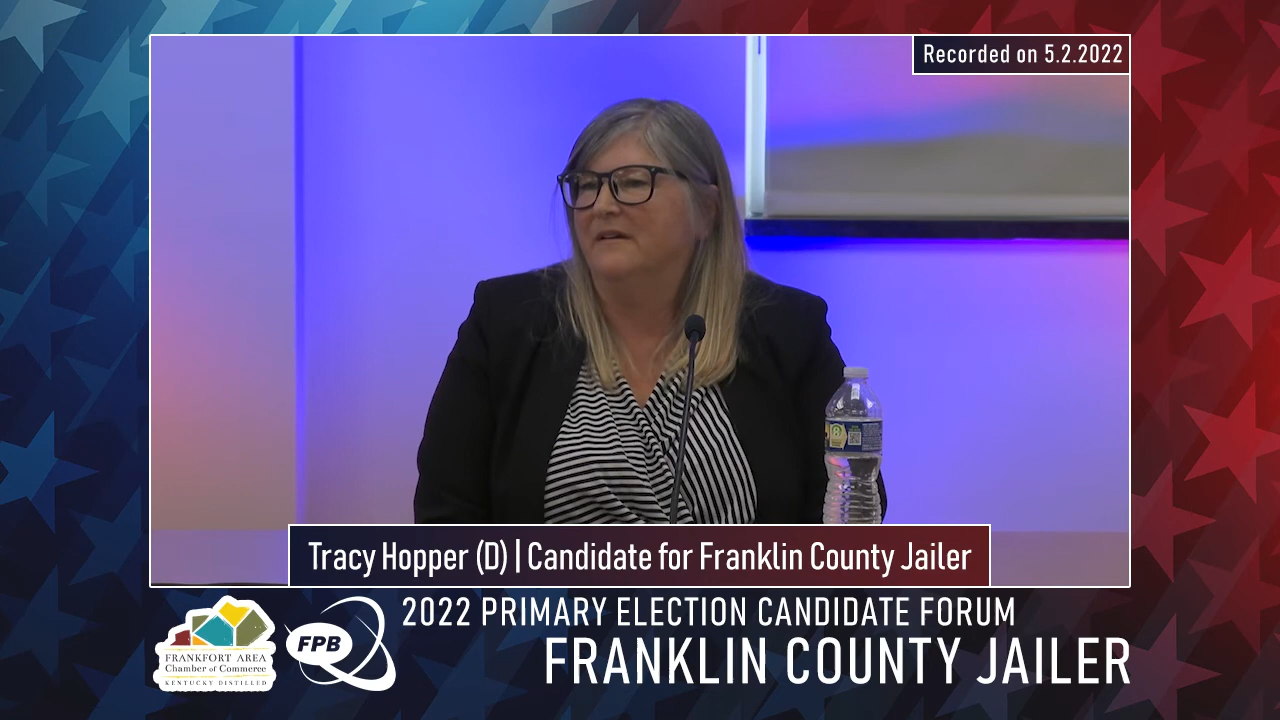 Recorded on 5.2.2022
Tracy Hopper (D) | Candidate for Franklin County Jailer
2022 PRIMARY ELECTION CANDIDATE FORUM
FRANKLIN COUNTY JAILER
FRANKFORT AREA
Chamber of Commerce
KENTUCKY DISTILLED
FPB
8